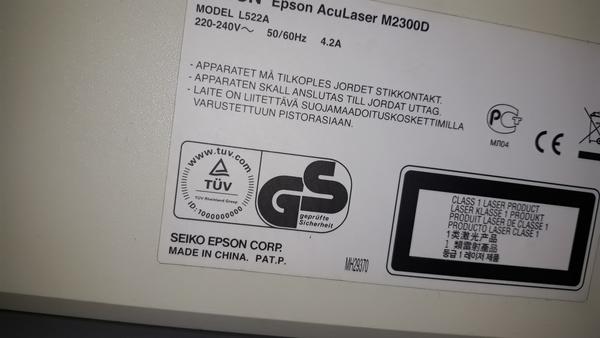 Epson AcuLaser M2300D
MODEL L522A
220-240V~ 50/60Hz 4.2A
- APPARATET MÅ TILKOPLES JORDET STIKKONTAKT.
- APPARATEN SKALL ANSLUTAS TILL JORDAT UTTAG.
- LAITE ON LIITETTÄVÄ SUOJAMAADOITUSKOSKETTIMILLA
VARUSTETTUUN PISTORASIAAN.
МЛ04
CE
www.tuv.com
TÜV
TÜV Rheinland Group
ID:1000000000
GS
geprüfte
Sicherheit
CLASS 1 LASER PRODUCT
LASER KLASSE 1 PRODUKT
PRODUIT LASER DE CLASSE 1
PRODUCTO LASER CLASE 1
1类激光产品
1 類雷射產品
등급 1 레이저 제품
SEIKO EPSON CORP.
MADE IN CHINA. PAT.P.
MH29370